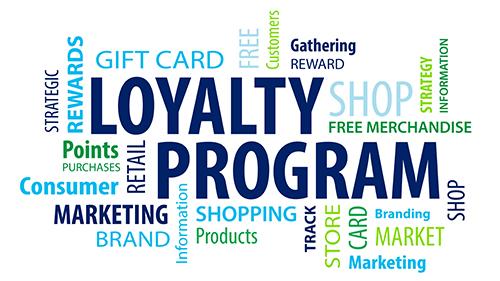 STRATEGIC
REWARDS
GIFT CARD
FREE
Customers
Gathering
REWARD
STRATEGY
INFORMATION
LOYALTY
SHOP
FREE MERCHANDISE
Points
PURCHASES
RETAIL
PROGRAM
Consumer
MARKETING
BRAND
Information
SHOPPING
Products
TRACK
STORE
CARD
Branding
MARKET
Marketing
SHOP